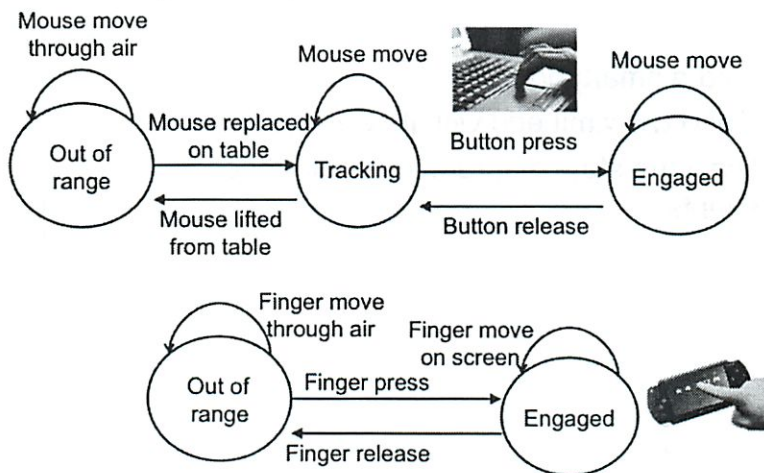 Mouse move
through air
Mouse move
Mouse move
Mouse replaced
on table
Button press
Out of
range
Tracking
Engaged
Mouse lifted
from table
Button release
Finger move
through air
Finger move
on screen
Out of
range
Finger press
Engaged
Finger release